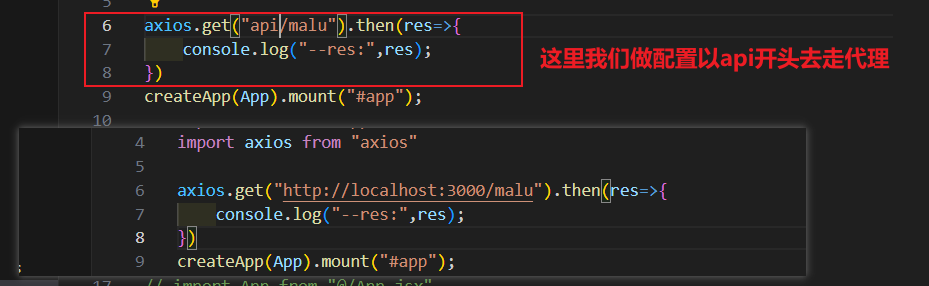 5
6 axios.get("api/malu").then(res=>{
7 console.log("--res:",res);
8 })
这里我们做配置以api开头去走代理
9 createApp(App).mount("#app");
10
4 import axios from "axios"
5
6 axios.get("http://localhost:3000/malu").then(res=>{
7 console.log("--res:",res);
8 })
9 createApp(App).mount("#app");
;
17 // import App from "@/App.jsx"